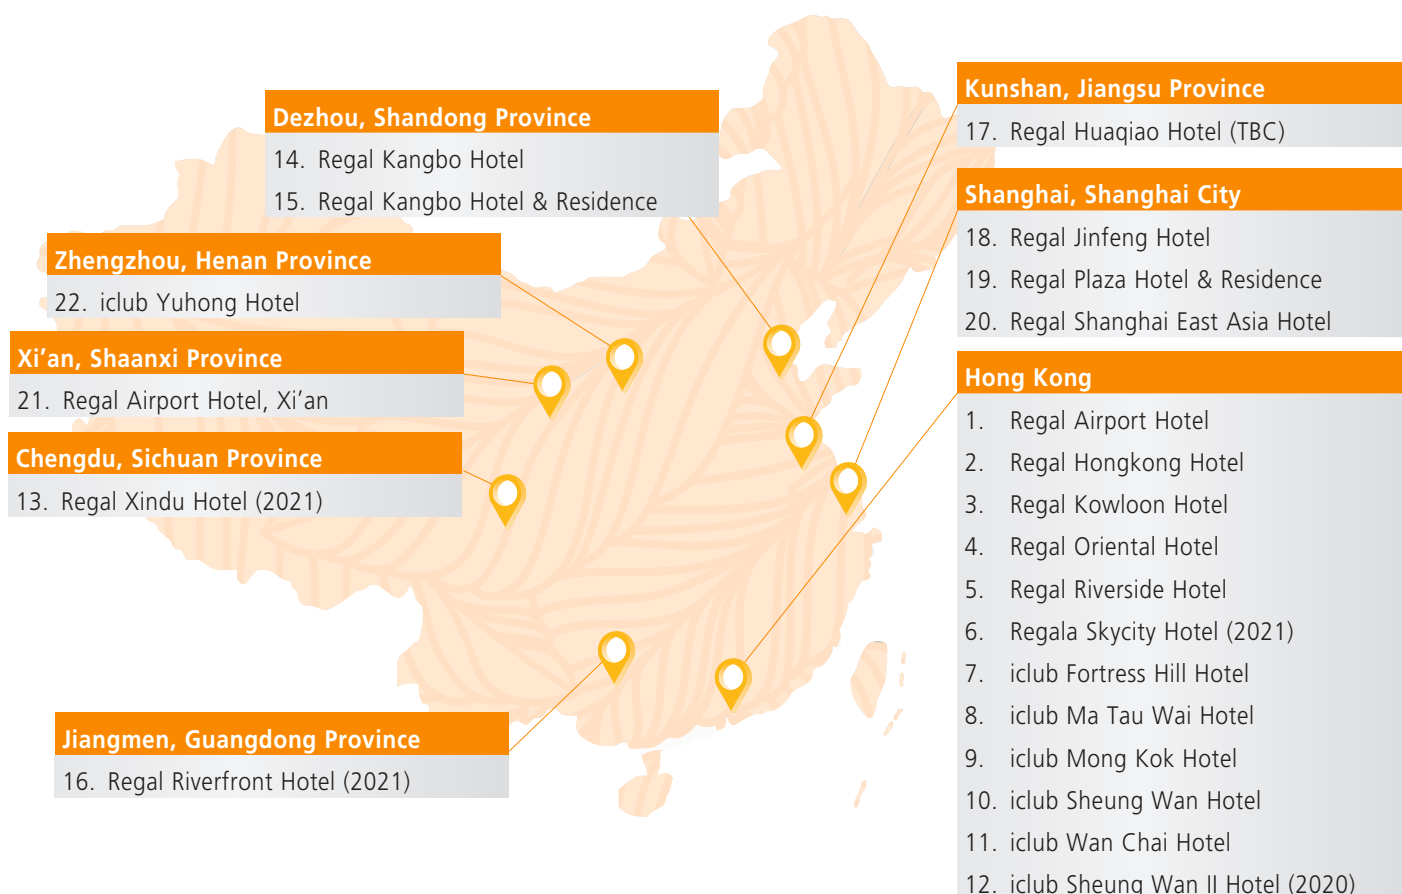 Dezhou, Shandong Province
14. Regal Kangbo Hotel
15. Regal Kangbo Hotel & Residence
Zhengzhou, Henan Province
22. iclub Yuhong Hotel
Xi’an, Shaanxi Province
21. Regal Airport Hotel, Xi’an
Chengdu, Sichuan Province
13. Regal Xindu Hotel (2021)
Jiangmen, Guangdong Province
16. Regal Riverfront Hotel (2021)
Kunshan, Jiangsu Province
17. Regal Huaqiao Hotel (TBC)
Shanghai, Shanghai City
18. Regal Jinfeng Hotel
19. Regal Plaza Hotel & Residence
20. Regal Shanghai East Asia Hotel
Hong Kong
1. Regal Airport Hotel
2. Regal Hongkong Hotel
3. Regal Kowloon Hotel
4. Regal Oriental Hotel
5. Regal Riverside Hotel
6. Regala Skycity Hotel (2021)
7. iclub Fortress Hill Hotel
8. iclub Ma Tau Wai Hotel
9. iclub Mong Kok Hotel
10. iclub Sheung Wan Hotel
11. iclub Wan Chai Hotel
12. iclub Sheung Wan II Hotel (2020)